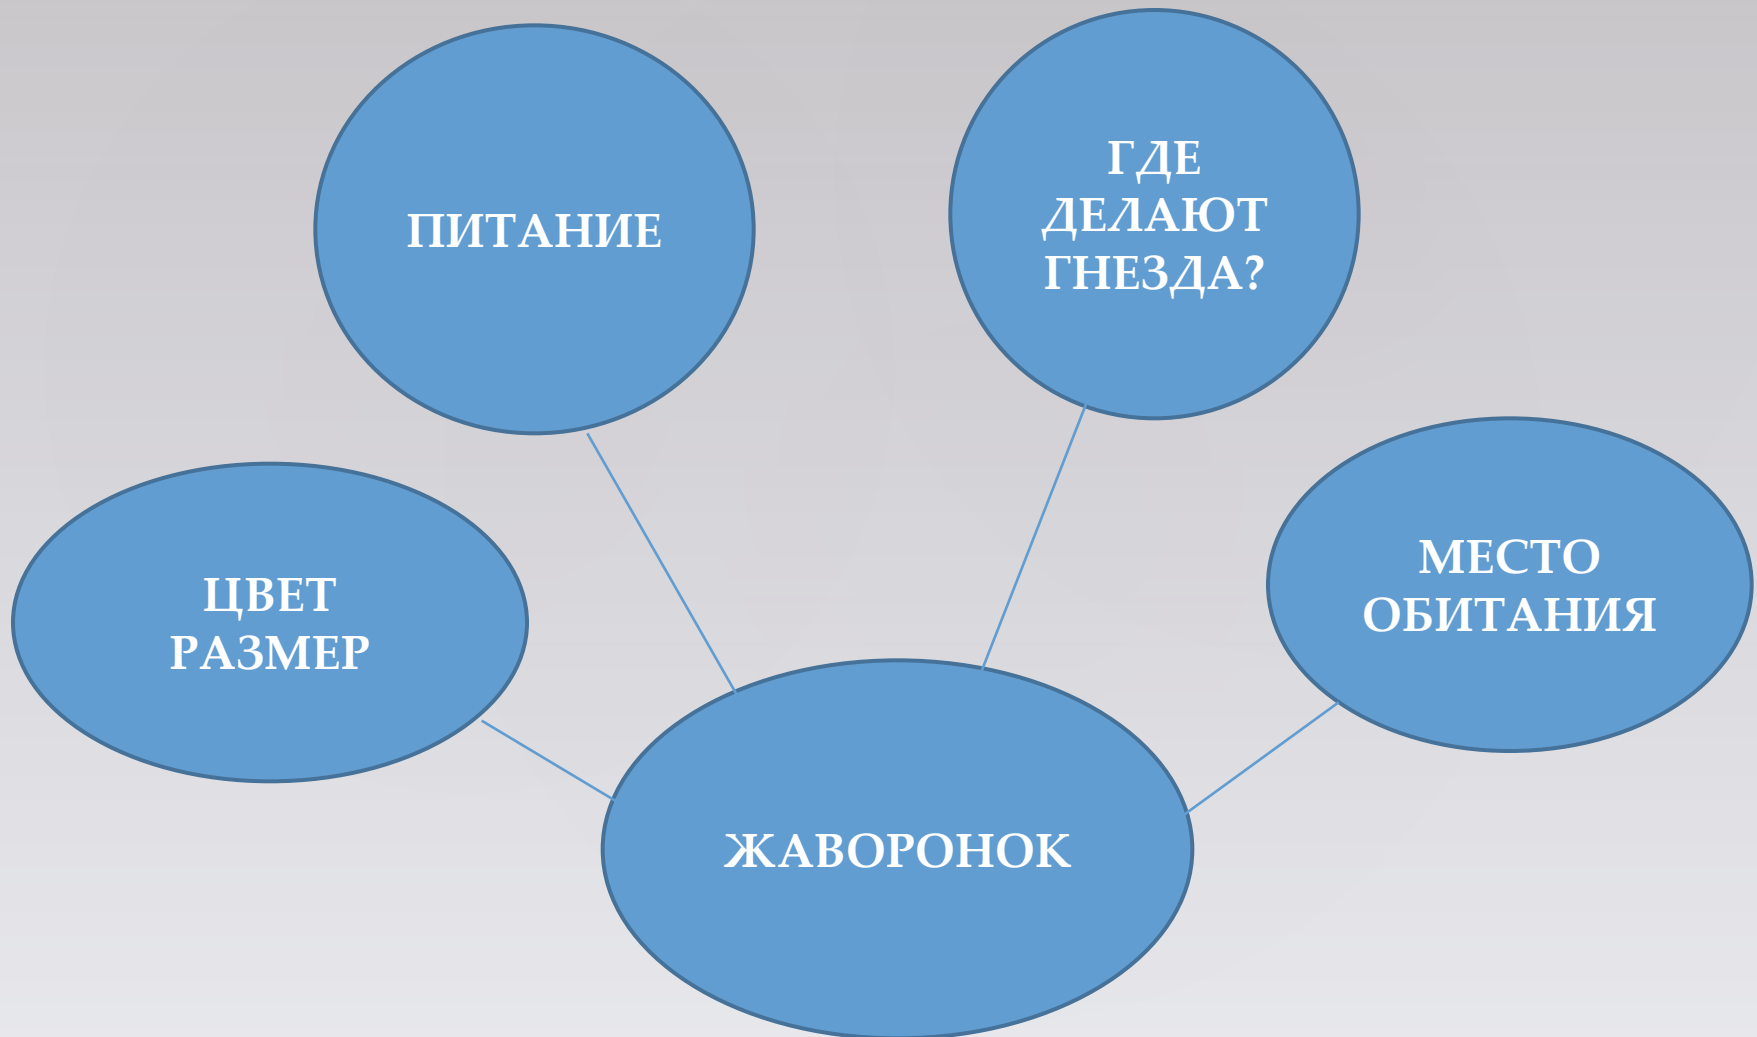 ПИТАНИЕ
ГДЕ
ДЕЛАЮТ
ГНЕЗДА?
ЦВЕТ
РАЗМЕР
МЕСТО
ОБИТАНИЯ
ЖАВОРОНОК